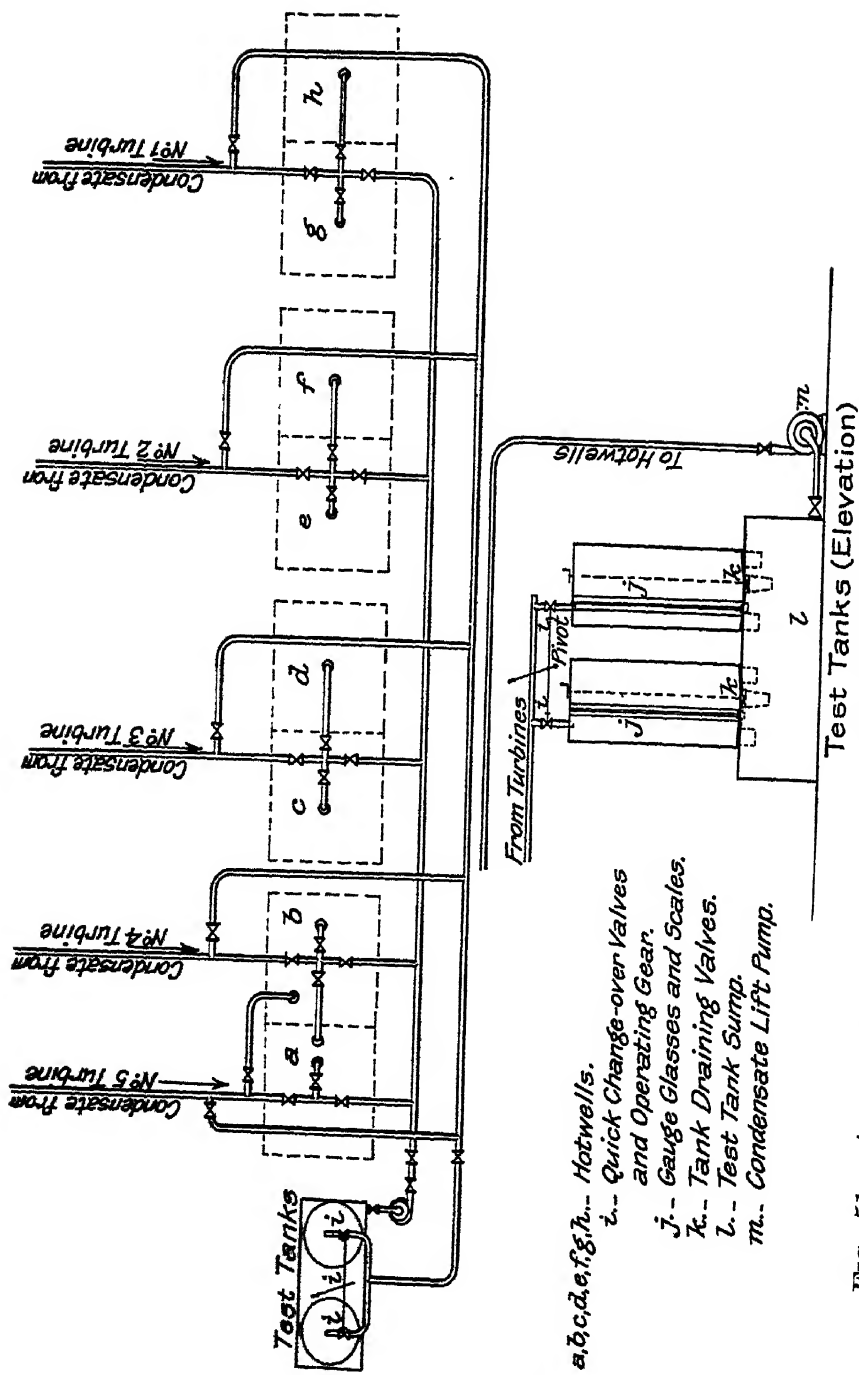 Condensate from
Nº 1 Turbine
Condensate from
Nº 2 Turbine
Condensate from
Nº 3 Turbine
Condensate from
Nº 4 Turbine
Condensate from
Nº 5 Turbine
h
g
f
e
d
c
b
a
Test Tanks
i
i
i
To Hotwells
From Turbines
Pivot
i
i
j
j
k
k
l
m
Test Tanks (Elevation)
a,b,c,d,e,f,g,h,-- Hotwells.
i.-- Quick Change-over Valves
and Operating Gear.
j.-- Gauge Glasses and Scales.
k.-- Tank Draining Valves.
l.-- Test Tank Sump.
m.-- Condensate Lift Pump.